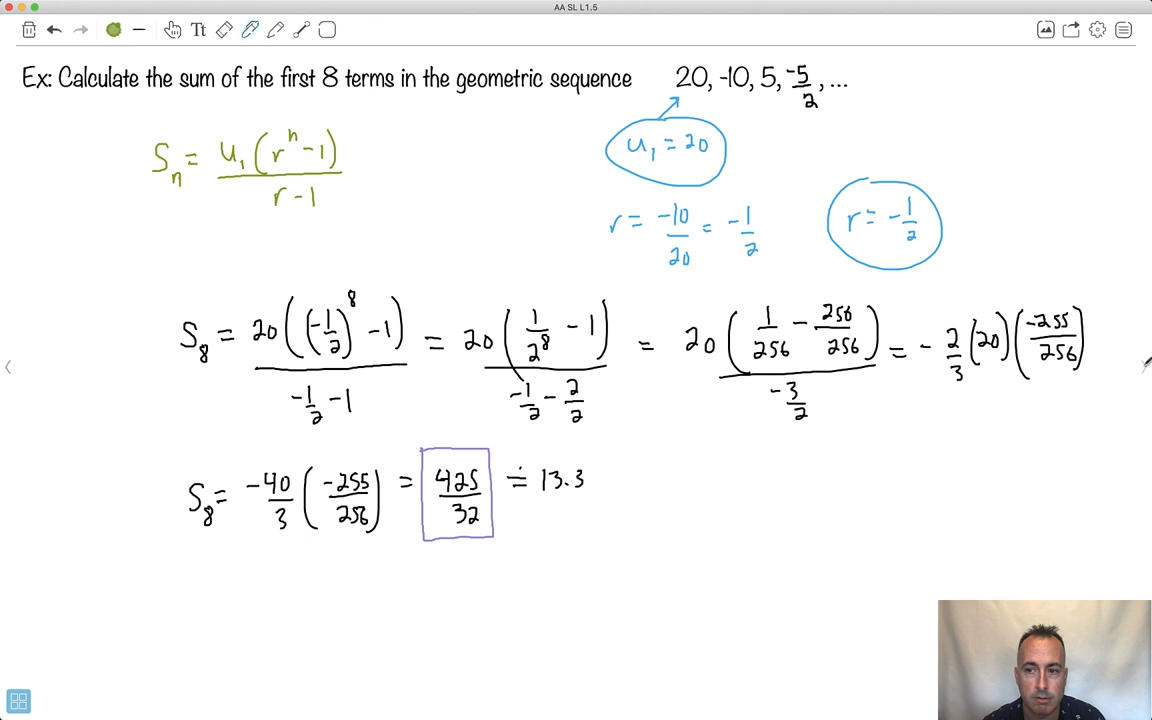 AA SL L1.5
Tt
Ex: Calculate the sum of the first 8 terms in the geometric sequence 20, -10, 5, -5/2, ...
u₁ = 20
Sₙ = u₁(rⁿ - 1)/(r - 1)
r = -10/20 = -1/2
r = -1/2
S₈ = 20((-1/2)⁸ - 1)/(-1/2 - 1) = 20(1/2⁸ - 1)/(-1/2 - 2/2) = 20(1/256 - 256/256)/(-3/2) = -2/3(20)(-255/256)
S₈ = -40/3(-255/256) = 425/32 ≐ 13.3